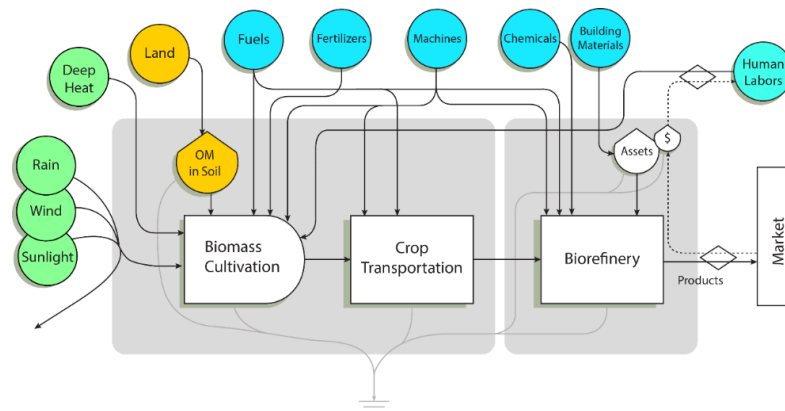 Land
Fuels
Fertilizers
Machines
Chemicals
Building
Materials
Human
Labors
Deep
Heat
Rain
Wind
Sunlight
OM
in Soil
Assets
$
Biomass
Cultivation
Crop
Transportation
Biorefinery
Products
Market